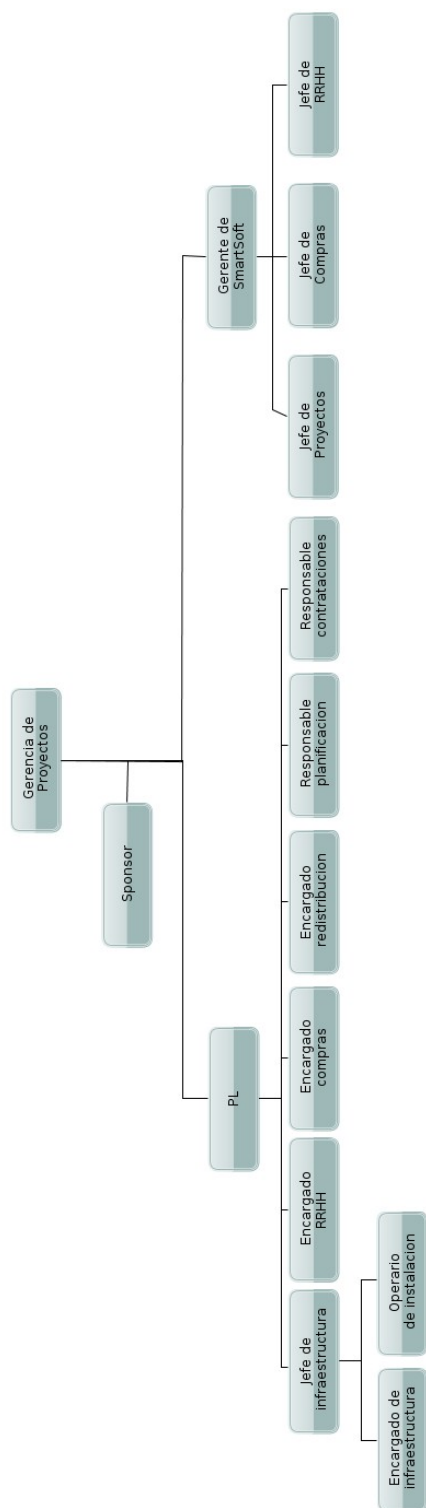 Gerencia de
Proyectos
Sponsor
PL
Gerente de
SmartSoft
Jefe de
infraestructura
Encargado
RRHH
Encargado
compras
Encargado
redistribucion
Responsable
planificacion
Responsable
contrataciones
Jefe de
Proyectos
Jefe de
Compras
Jefe de
RRHH
Encargado de
infraestructura
Operario
de instalacion